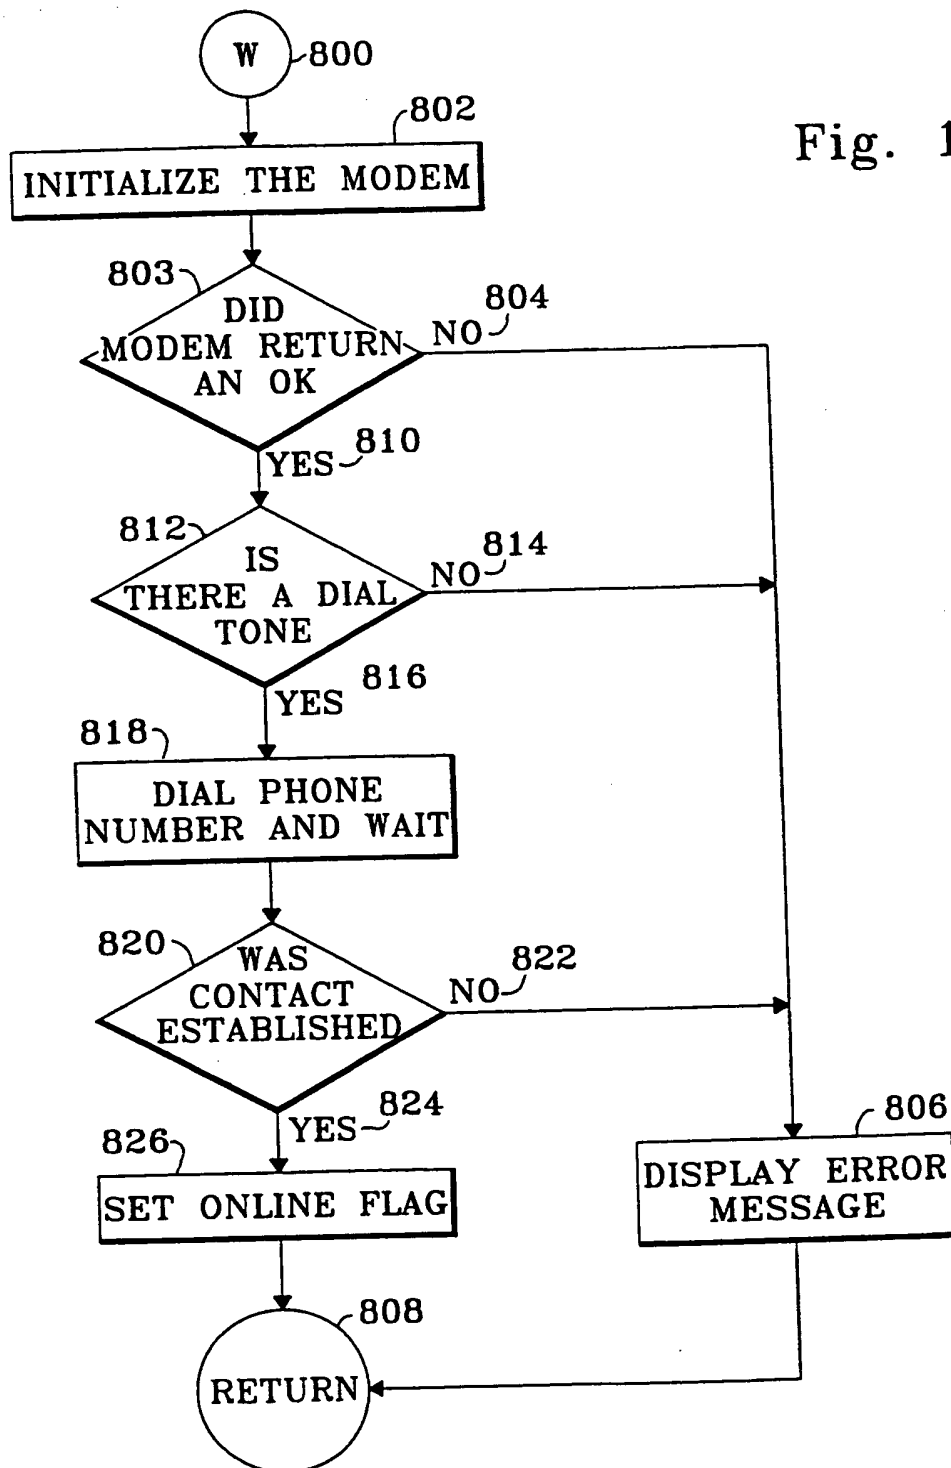 W
800
802
Fig. 1
INITIALIZE THE MODEM
803
DID
MODEM RETURN
AN OK
NO
804
YES
810
812
IS
THERE A DIAL
TONE
NO
814
YES
816
818
DIAL PHONE
NUMBER AND WAIT
820
WAS
CONTACT
ESTABLISHED
NO
822
YES
824
826
SET ONLINE FLAG
806
DISPLAY ERROR
MESSAGE
808
RETURN